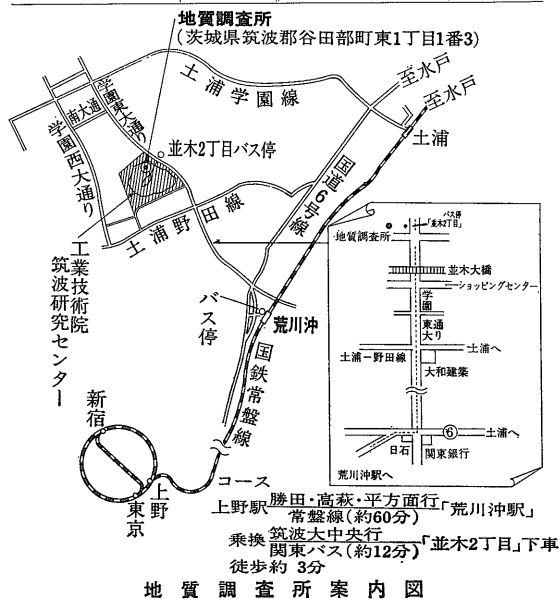 地質調査所
(茨城県筑波郡谷田部町東1丁目1番3)
土浦学園線
至水戸
至水戸
土浦
南大通
学園東大通り
学園西大通り
並木2丁目バス停
国道6号線
土浦野田線
工業技術院
筑波研究センター
バス停
荒川沖
国鉄常盤線
新宿
上野
東京
バス停
「並木2丁目」
地質調査所
並木大橋
ショッピングセンター
学園
東通
大り
土浦ー野田線
土浦へ
大和建築
6
土浦へ
日石
関東銀行
荒川沖駅へ
コース
上野駅 勝田・高萩・平方面行 「荒川沖駅」
常盤線(約60分)
乗換 筑波大中央行 「並木2丁目」下車
関東バス(約12分)
徒歩約 3分
地質調査所案内図